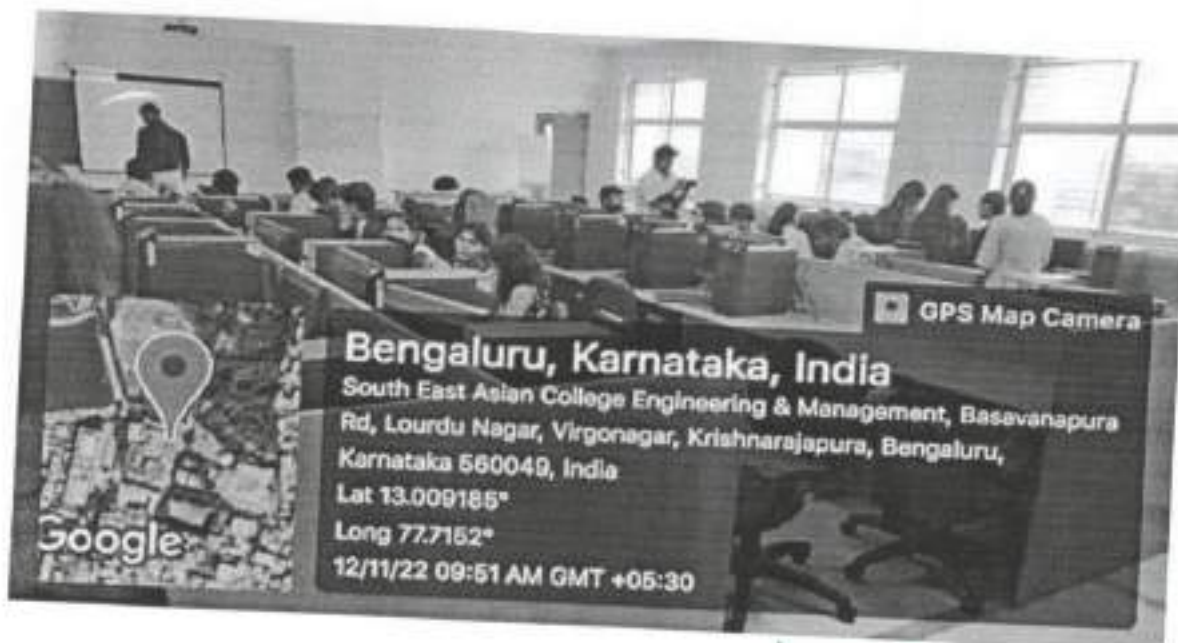 GPS Map Camera
Bengaluru, Karnataka, India
South East Asian College Engineering & Management, Basavanapura
Rd, Lourdu Nagar, Virgonagar, Krishnarajapura, Bengaluru,
Karnataka 560049, India
Lat 13.009185°
Long 77.7152°
12/11/22 09:51 AM GMT +05:30
Google